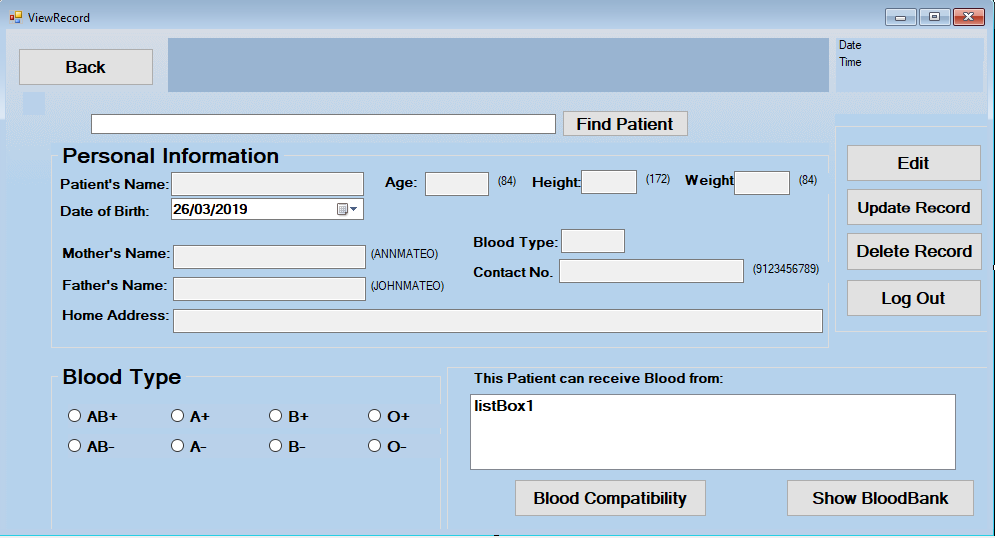 ViewRecord
Back
Date
Time
Find Patient
Personal Information
Patient's Name:
Age:
(84)
Height:
(172)
Weight
(84)
Date of Birth:
26/03/2019
Mother's Name:
(ANNMATEO)
Blood Type:
Father's Name:
(JOHNMATEO)
Contact No.
(9123456789)
Home Address:
Edit
Update Record
Delete Record
Log Out
Blood Type
AB+
A+
B+
O+
AB-
A-
B-
O-
This Patient can receive Blood from:
listBox1
Blood Compatibility
Show BloodBank